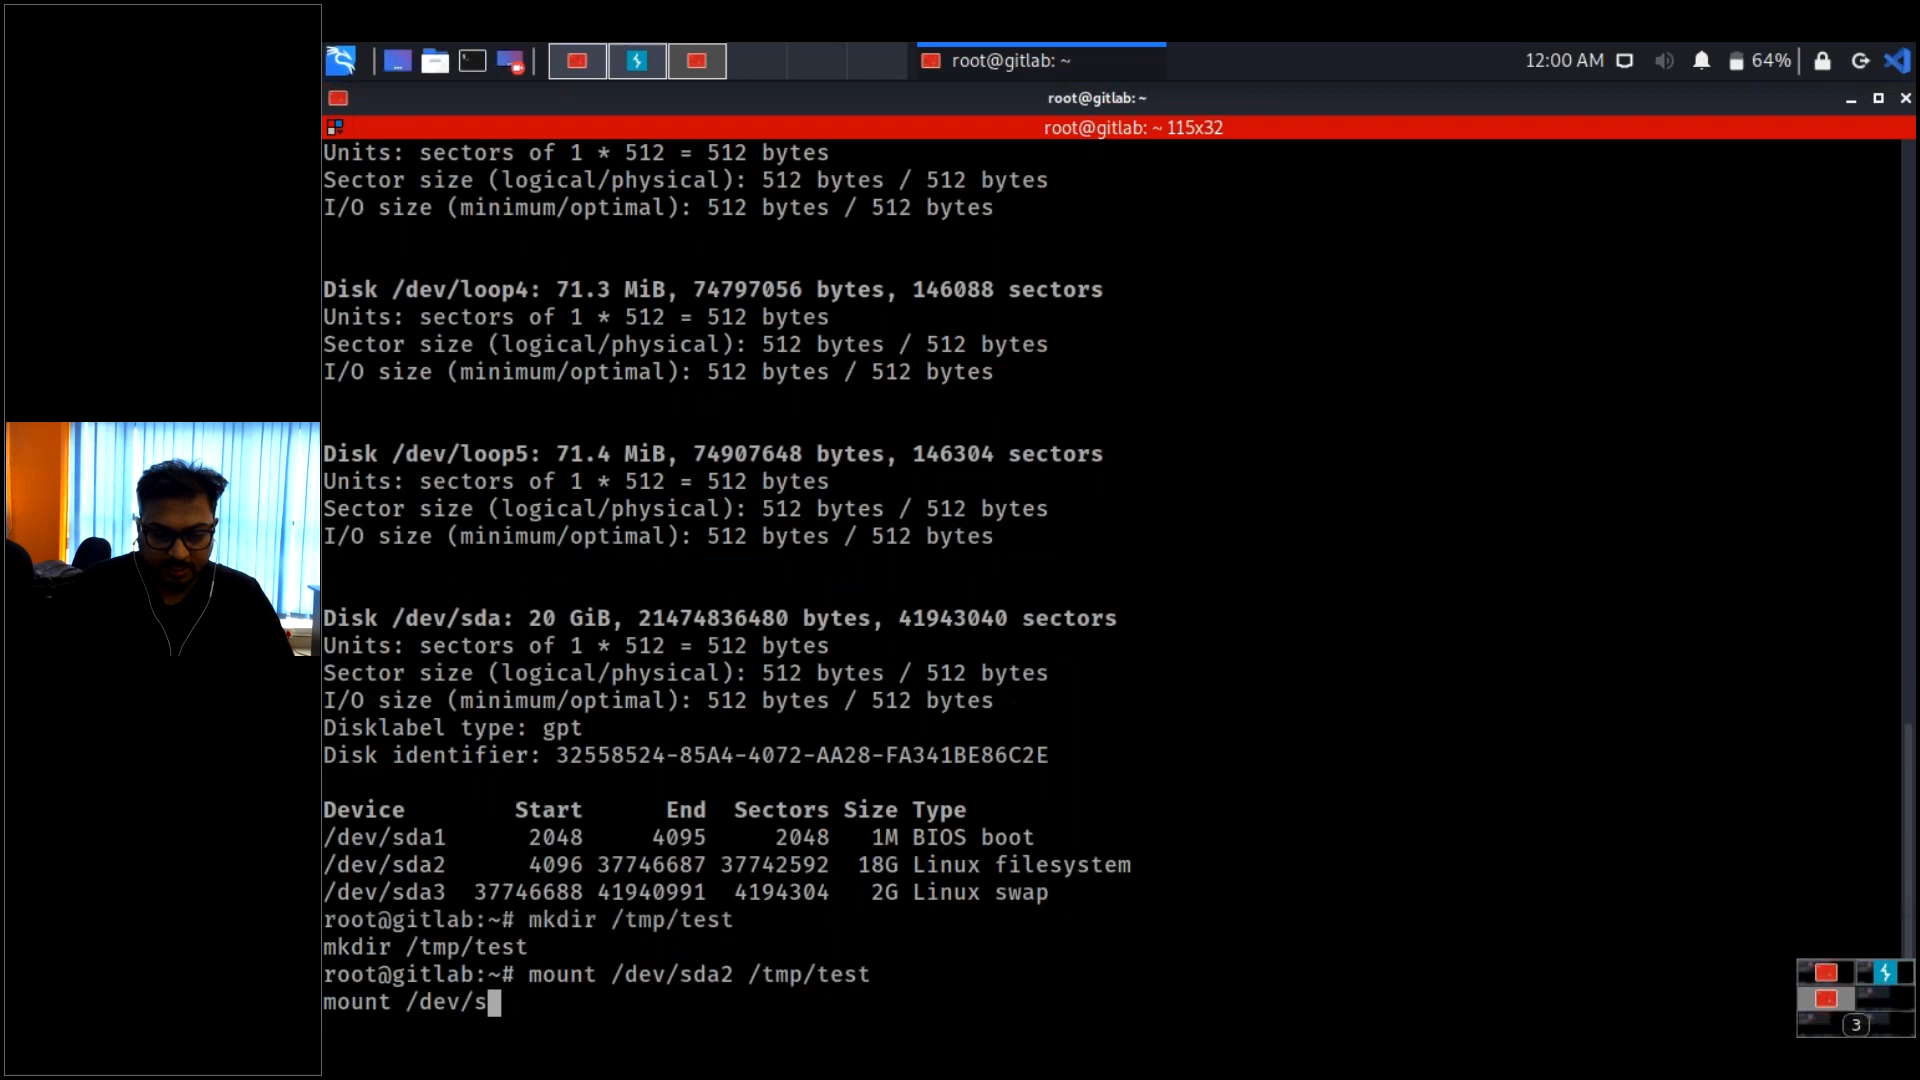 root@gitlab: ~
12:00 AM
64%
root@gitlab: ~
root@gitlab: ~ 115x32
Units: sectors of 1 * 512 = 512 bytes
Sector size (logical/physical): 512 bytes / 512 bytes
I/O size (minimum/optimal): 512 bytes / 512 bytes
Disk /dev/loop4: 71.3 MiB, 74797056 bytes, 146088 sectors
Units: sectors of 1 * 512 = 512 bytes
Sector size (logical/physical): 512 bytes / 512 bytes
I/O size (minimum/optimal): 512 bytes / 512 bytes
Disk /dev/loop5: 71.4 MiB, 74907648 bytes, 146304 sectors
Units: sectors of 1 * 512 = 512 bytes
Sector size (logical/physical): 512 bytes / 512 bytes
I/O size (minimum/optimal): 512 bytes / 512 bytes
Disk /dev/sda: 20 GiB, 21474836480 bytes, 41943040 sectors
Units: sectors of 1 * 512 = 512 bytes
Sector size (logical/physical): 512 bytes / 512 bytes
I/O size (minimum/optimal): 512 bytes / 512 bytes
Disklabel type: gpt
Disk identifier: 32558524-85A4-4072-AA28-FA341BE86C2E
Device Start End Sectors Size Type
/dev/sda1 2048 4095 2048 1M BIOS boot
/dev/sda2 4096 37746687 37742592 18G Linux filesystem
/dev/sda3 37746688 41940991 4194304 2G Linux swap
root@gitlab:~# mkdir /tmp/test
mkdir /tmp/test
root@gitlab:~# mount /dev/sda2 /tmp/test
mount /dev/s
3